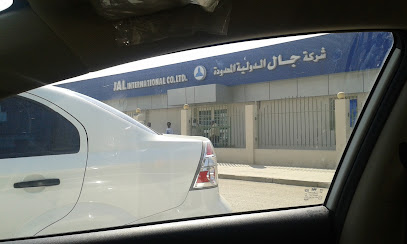 JAL INTERNATIONAL CO.LTD.
شركة جال الدولية المحدودة